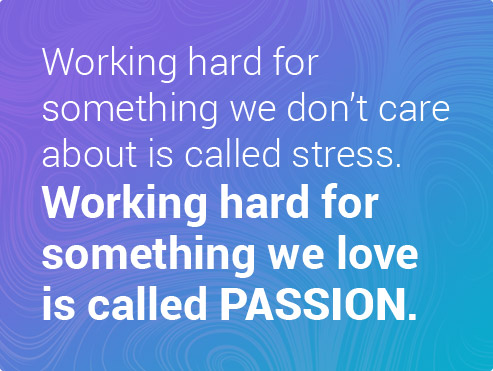 Working hard for
something we don’t care
about is called stress.
Working hard for
something we love
is called PASSION.